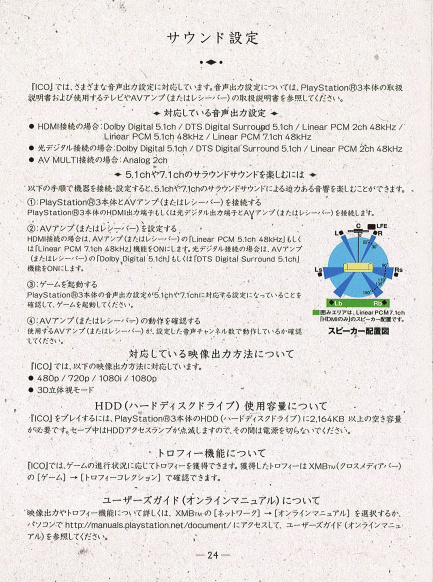 サウンド設定
『ICO』では、さまざまな音声出力設定に対応しています。音声出力設定については、PlayStation®3本体の取扱
説明書および使用するテレビやAVアンプ(またはレシーバー)の取扱説明書を参照してください。
対応している音声出力設定
● HDMI接続の場合:Dolby Digital 5.1ch / DTS Digital Surround 5.1ch / Linear PCM 2ch 48kHz /
Linear PCM 5.1ch 48kHz / Linear PCM 7.1ch 48kHz
● 光デジタル接続の場合:Dolby Digital 5.1ch / DTS Digital Surround 5.1ch / Linear PCM 2ch 48kHz
● AV MULTI接続の場合:Analog 2ch
5.1chや7.1chのサラウンドサウンドを楽しむには
以下の手順で機器を接続・設定すると、5.1chや7.1chのサラウンドサウンドによる迫力ある音響を楽しむことができます。
①:PlayStation®3本体とAVアンプ(またはレシーバー)を接続する
PlayStation®3本体のHDMI出力端子もしくは光デジタル出力端子とAVアンプ(またはレシーバー)を接続します。
②:AVアンプ(またはレシーバー)を設定する
HDMI接続の場合は、AVアンプ(またはレシーバー)の「Linear PCM 5.1ch 48kHz」もしく
は「Linear PCM 7.1ch 48kHz」機能をONにします。光デジタル接続の場合は、AVアンプ
(またはレシーバー)の「Dolby Digital 5.1ch」もしくは「DTS Digital Surround 5.1ch」
機能をONにします。
③:ゲームを起動する
PlayStation®3本体の音声出力設定が5.1chや7.1chに対応する設定になっていることを
確認して、ゲームを起動してください。
④:AVアンプ(またはレシーバー)の動作を確認する
使用するAVアンプ(またはレシーバー)が、設定した音声チャンネル数で動作しているか確認
してください。
C
LFE
L
R
Ls
Rs
Lb
Rb
囲みエリアは、Linear PCM 7.1ch
「HDMIのみ」のスピーカー配置です。
スピーカー配置図
対応している映像出力方法について
『ICO』では、以下の映像出力方法に対応しています。
● 480p / 720p / 1080i / 1080p
● 3D立体視モード
HDD(ハードディスクドライブ)使用容量について
『ICO』をプレイするには、PlayStation®3本体のHDD(ハードディスクドライブ)に2,164KB 以上の空き容量
が必要です。セーブ中はHDDアクセスランプが点滅しますので、その間は電源を切らないでください。
トロフィー機能について
『ICO』では、ゲームの進行状況に応じてトロフィーを獲得できます。獲得したトロフィーは XMB™(クロスメディアバー)
の [ゲーム] → [トロフィーコレクション] で確認できます。
ユーザーズガイド(オンラインマニュアル)について
映像出力やトロフィー機能について詳しくは、XMB™の [ネットワーク] → [オンラインマニュアル] を選択するか、
パソコンで http://manuals.playstation.net/document/ にアクセスして、ユーザーズガイド(オンラインマニュ
アル)を参照してください。
— 24 —